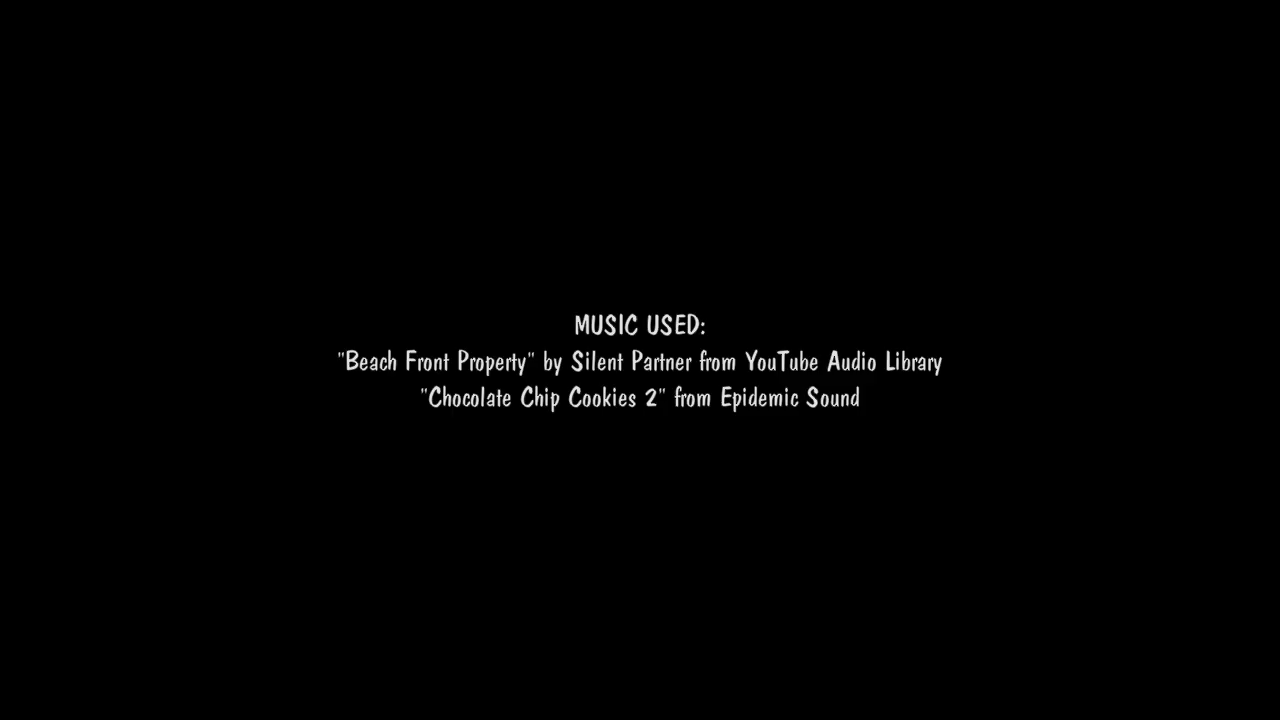 MUSIC USED:
"Beach Front Property" by Silent Partner from YouTube Audio Library
"Chocolate Chip Cookies 2" from Epidemic Sound